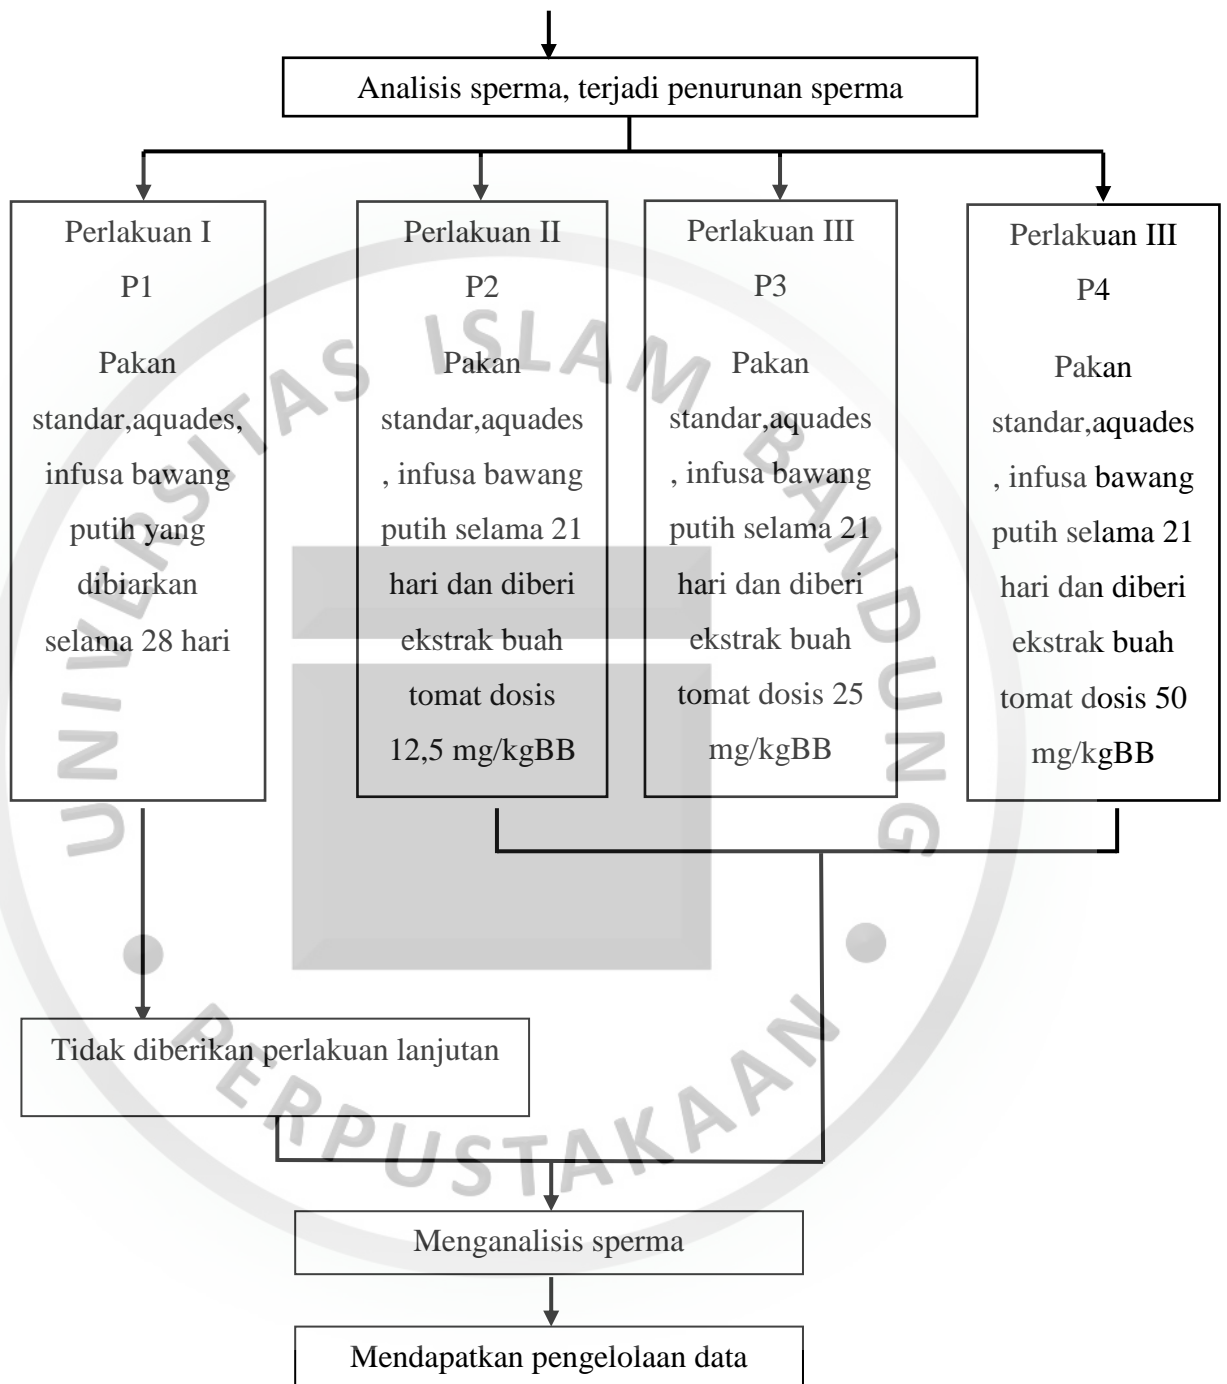 Analisis sperma, terjadi penurunan sperma
Perlakuan I
P1
Pakan
standar,aquades,
infusa bawang
putih yang
dibiarkan
selama 28 hari
Perlakuan II
P2
Pakan
standar,aquades
, infusa bawang
putih selama 21
hari dan diberi
ekstrak buah
tomat dosis
12,5 mg/kgBB
Perlakuan III
P3
Pakan
standar,aquades
, infusa bawang
putih selama 21
hari dan diberi
ekstrak buah
tomat dosis 25
mg/kgBB
Perlakuan III
P4
Pakan
standar,aquades
, infusa bawang
putih selama 21
hari dan diberi
ekstrak buah
tomat dosis 50
mg/kgBB
Tidak diberikan perlakuan lanjutan
Menganalisis sperma
Mendapatkan pengelolaan data
UNIVERSITAS ISLAM BANDUNG
PERPUSTAKAAN